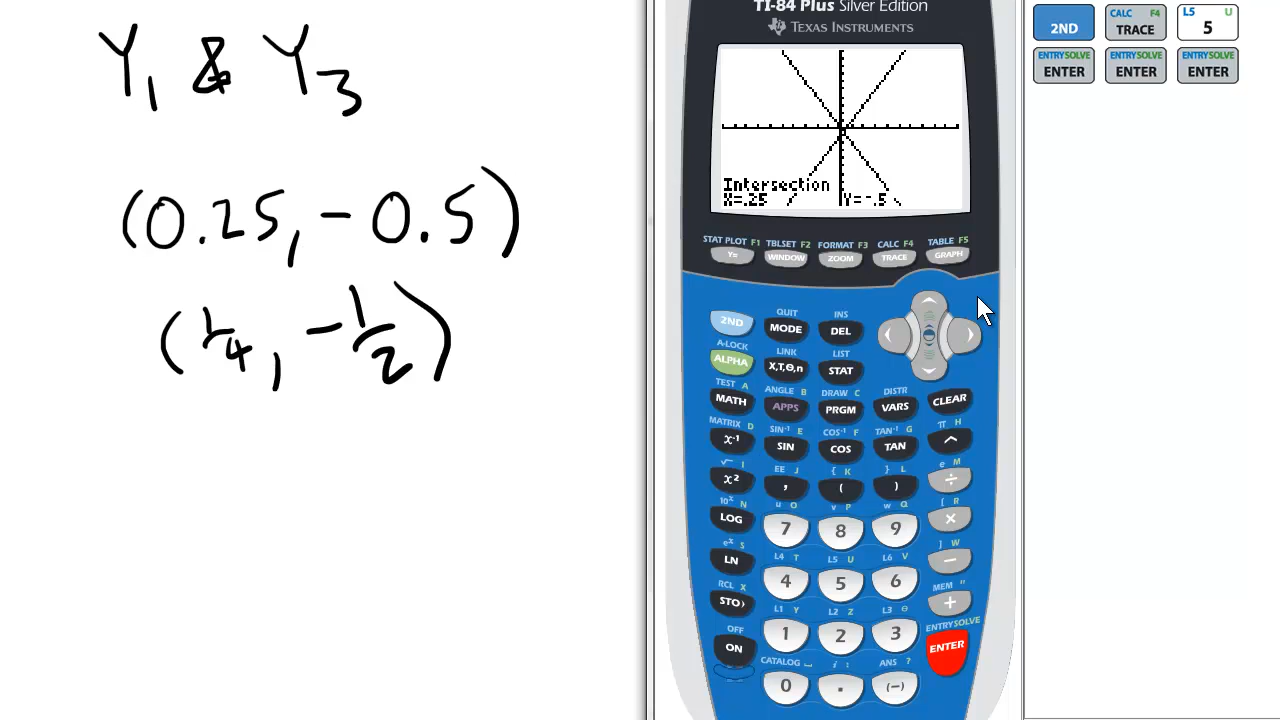 Y1 & Y3
(0.25, -0.5)
(1/4, -1/2)
TI-84 Plus Silver Edition
TEXAS INSTRUMENTS
Intersection
X=.25 Y=-.5
STAT PLOT F1 TBLSET F2 FORMAT F3 CALC F4 TABLE F5
Y= WINDOW ZOOM TRACE GRAPH
QUIT INS
2ND MODE DEL
A-LOCK LINK LIST
ALPHA X,T,Θ,n STAT
TEST A ANGLE B DRAW C DISTR
MATH APPS PRGM VARS CLEAR
MATRIX D SIN⁻¹ E COS⁻¹ F TAN⁻¹ G π H
x⁻¹ SIN COS TAN ^
√ I EE J { K } L e M
x² , ( ) ÷
10ˣ N u O v P w Q [ R
LOG 7 8 9 ×
eˣ S L4 T L5 U L6 V ] W
LN 4 5 6 −
RCL X L1 Y L2 Z L3 θ MEM "
STO› 1 2 3 +
OFF CATALOG ⎵ i : ANS ? ENTRY SOLVE
ON 0 . (−) ENTER
CALC F4 L5 U
2ND TRACE 5
ENTRY SOLVE ENTRY SOLVE ENTRY SOLVE
ENTER ENTER ENTER